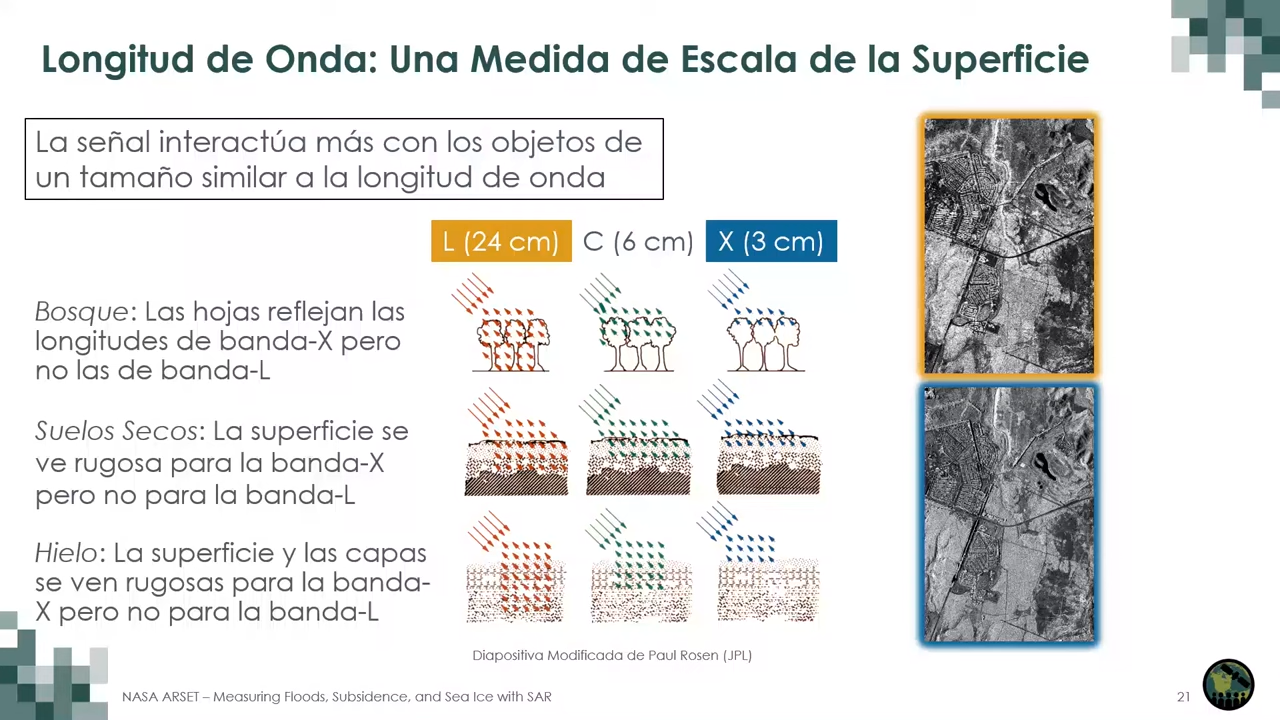 Longitud de Onda: Una Medida de Escala de la Superficie
La señal interactúa más con los objetos de
un tamaño similar a la longitud de onda
L (24 cm) C (6 cm) X (3 cm)
Bosque: Las hojas reflejan las
longitudes de banda-X pero
no las de banda-L
Suelos Secos: La superficie se
ve rugosa para la banda-X
pero no para la banda-L
Hielo: La superficie y las capas
se ven rugosas para la banda-
X pero no para la banda-L
Diapositiva Modificada de Paul Rosen (JPL)
NASA ARSET – Measuring Floods, Subsidence, and Sea Ice with SAR
21